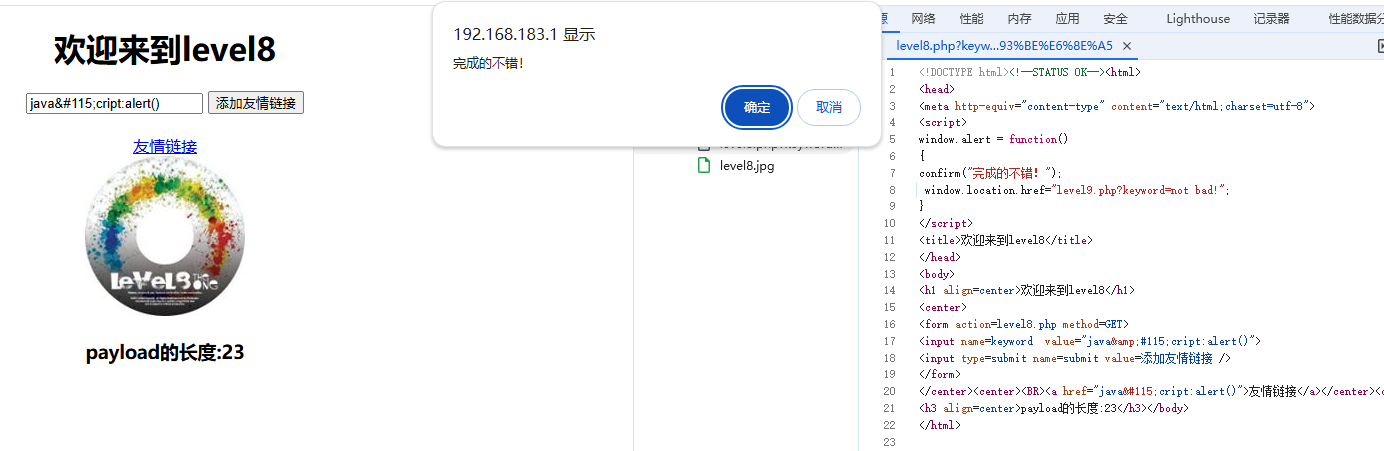 欢迎来到level8
java&#115;cript:alert()
添加友情链接
友情链接
LeVEL8 THE ONG
payload的长度:23
192.168.183.1 显示
完成的不错!
确定
取消
level8.jpg
网络 性能 内存 应用 安全 Lighthouse 记录器
level8.php?keyw...93%BE%E6%8E%A5 ×
1 <!DOCTYPE html><!--STATUS OK--><html>
2 <head>
3 <meta http-equiv="content-type" content="text/html;charset=utf-8">
4 <script>
5 window.alert = function()
6 {
7 confirm("完成的不错! ");
8 window.location.href="level9.php?keyword=not bad!";
9 }
10 </script>
11 <title>欢迎来到level8</title>
12 </head>
13 <body>
14 <h1 align=center>欢迎来到level8</h1>
15 <center>
16 <form action=level8.php method=GET>
17 <input name=keyword  value="java&amp;#115;cript:alert()">
18 <input type=submit name=submit value=添加友情链接 />
19 </form>
20 </center><center><BR><a href="java&#115;cript:alert()">友情链接</a></center><c
21 <h3 align=center>payload的长度:23</h3></body>
22 </html>
23